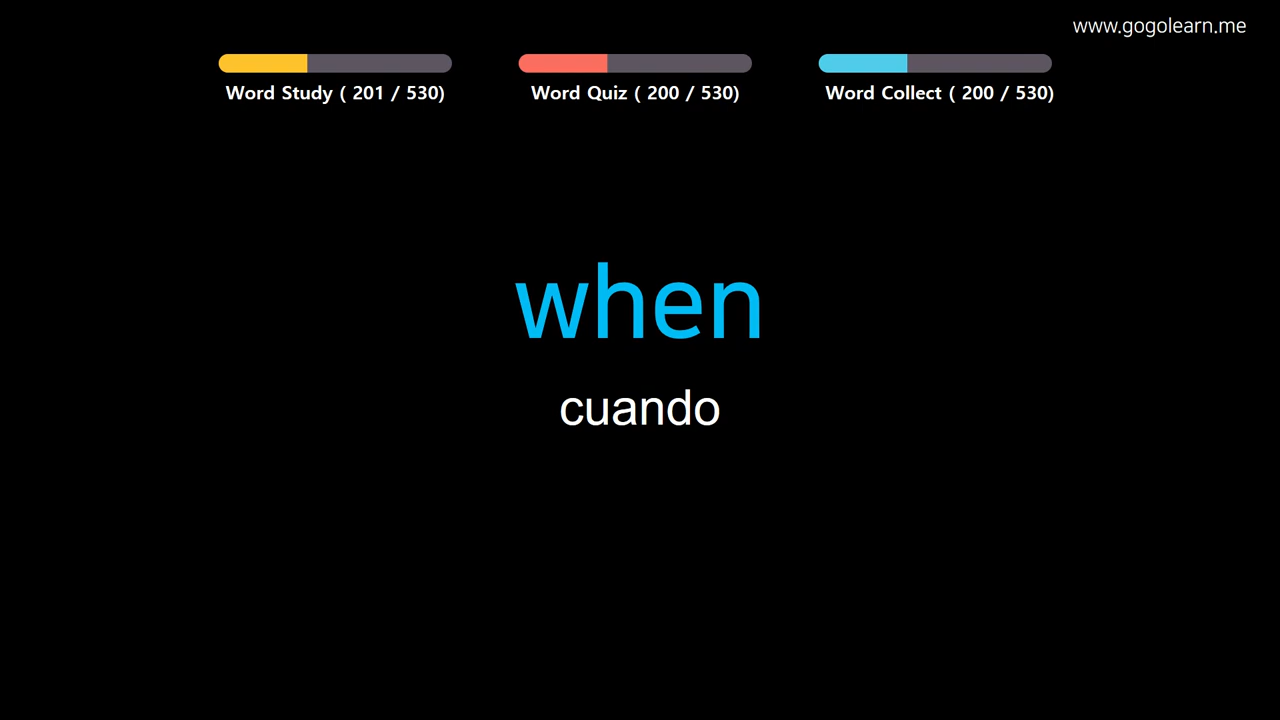 www.gogolearn.me
Word Study ( 201 / 530)
Word Quiz ( 200 / 530)
Word Collect ( 200 / 530)
when
cuando